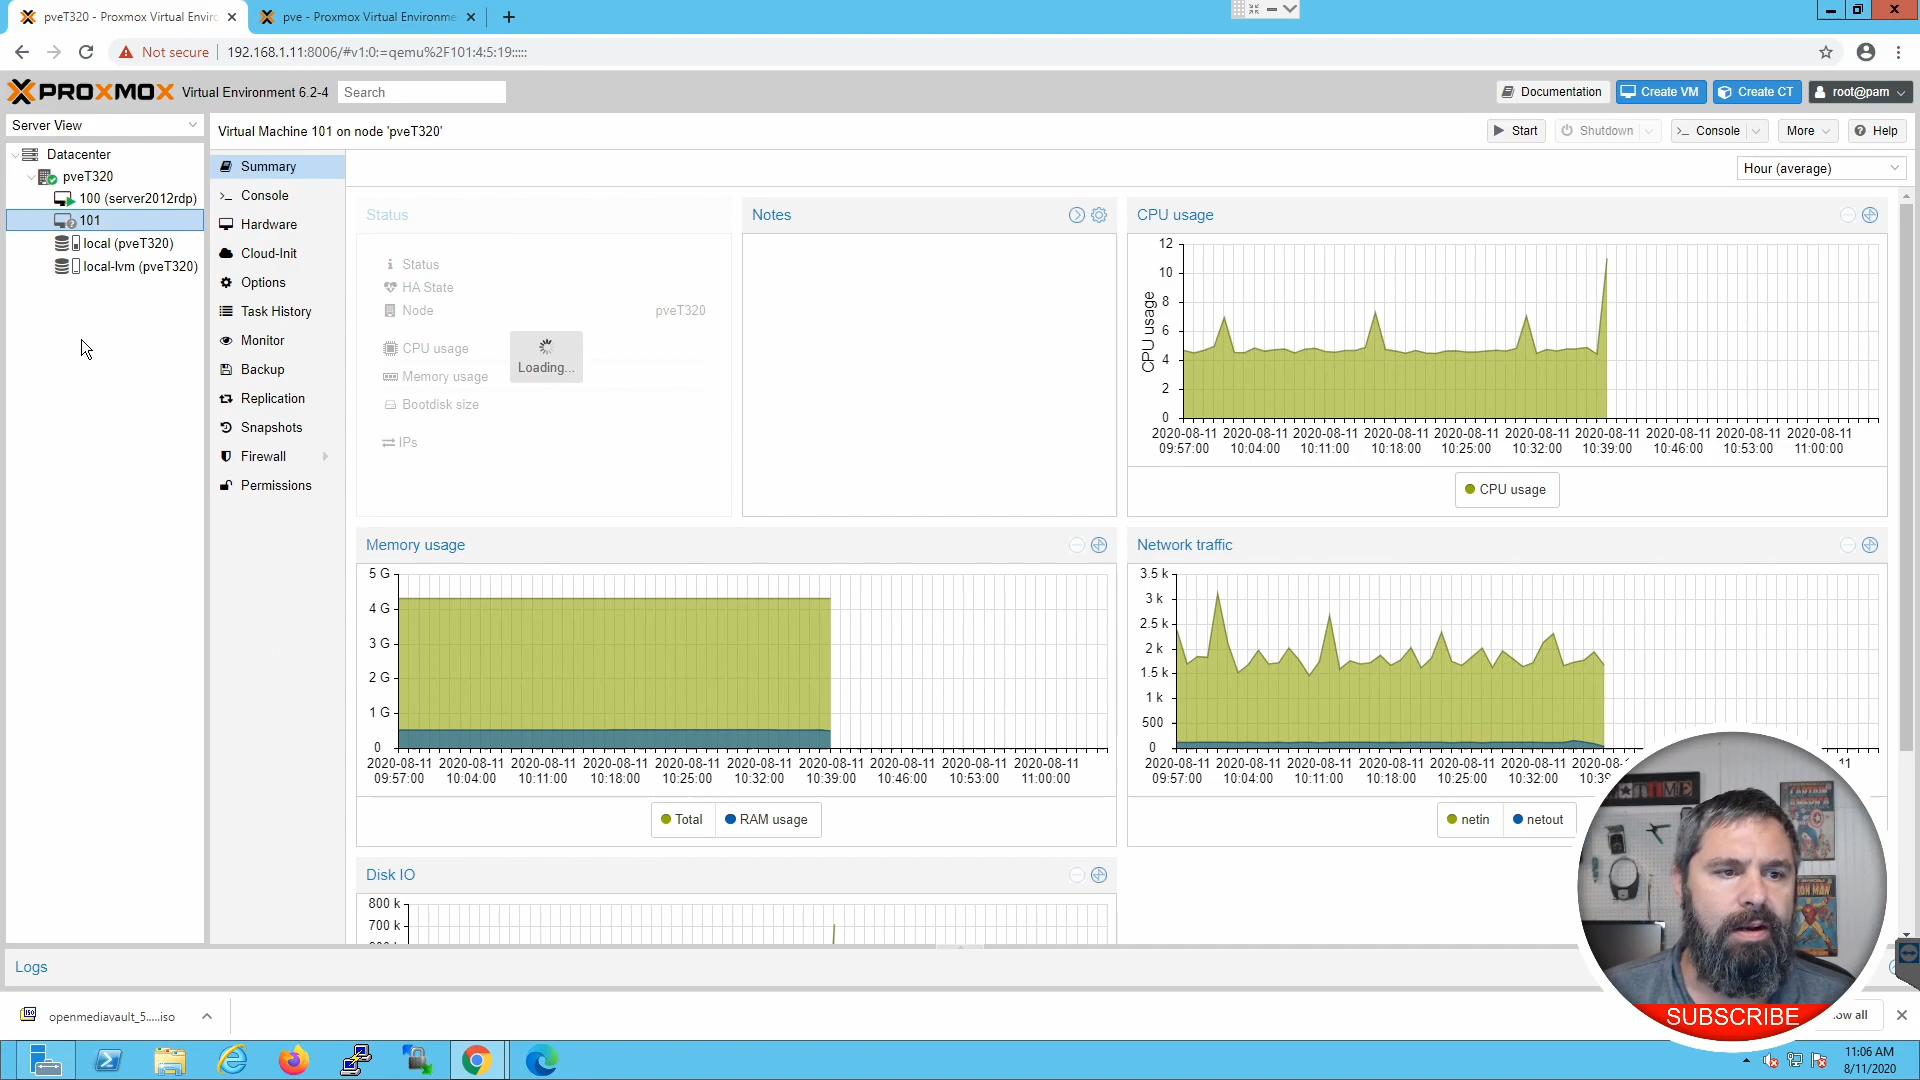 pveT320 - Proxmox Virtual Enviro
pve - Proxmox Virtual Environme
Not secure
192.168.1.11:8006/#v1:0:=qemu%2F101:4:5:19:::::
PROXMOX
Virtual Environment 6.2-4
Search
Documentation
Create VM
Create CT
root@pam
Server View
Virtual Machine 101 on node 'pveT320'
Start
Shutdown
Console
More
Help
Datacenter
pveT320
100 (server2012rdp)
101
local (pveT320)
local-lvm (pveT320)
Summary
Console
Hardware
Cloud-Init
Options
Task History
Monitor
Backup
Replication
Snapshots
Firewall
Permissions
Hour (average)
Status
Status
HA State
Node
pveT320
CPU usage
Memory usage
Bootdisk size
IPs
Loading...
Notes
CPU usage
CPU usage
12
10
8
6
4
2
0
2020-08-11 2020-08-11 2020-08-11 2020-08-11 2020-08-11 2020-08-11 2020-08-11 2020-08-11 2020-08-11 2020-08-11
09:57:00 10:04:00 10:11:00 10:18:00 10:25:00 10:32:00 10:39:00 10:46:00 10:53:00 11:00:00
CPU usage
Memory usage
5 G
4 G
3 G
2 G
1 G
0
2020-08-11 2020-08-11 2020-08-11 2020-08-11 2020-08-11 2020-08-11 2020-08-11 2020-08-11 2020-08-11 2020-08-11
09:57:00 10:04:00 10:11:00 10:18:00 10:25:00 10:32:00 10:39:00 10:46:00 10:53:00 11:00:00
Total
RAM usage
Network traffic
3.5 k
3 k
2.5 k
2 k
1.5 k
1 k
500
0
2020-08-11 2020-08-11 2020-08-11 2020-08-11 2020-08-11 2020-08-11 2020-08- 11
09:57:00 10:04:00 10:11:00 10:18:00 10:25:00 10:32:00 10:39
netin
netout
Disk IO
800 k
700 k
Logs
openmediavault_5.....iso
ow all
CAPTAIN
AMERICA
IRON MAN
SUBSCRIBE
11:06 AM
8/11/2020